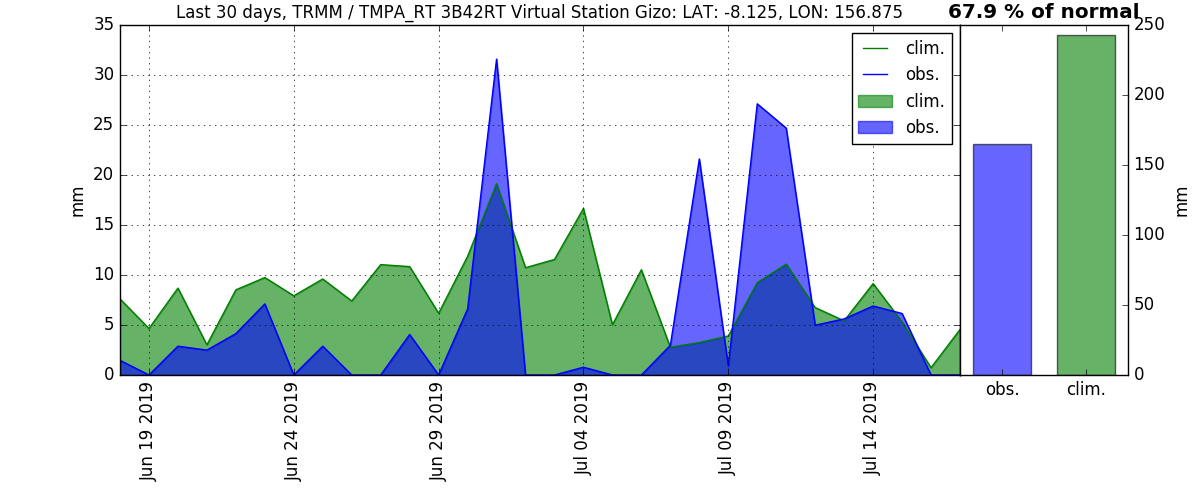 Last 30 days, TRMM / TMPA_RT 3B42RT Virtual Station Gizo: LAT: -8.125, LON: 156.875
67.9 % of normal
35
30
25
20
15
10
5
0
mm
clim.
obs.
clim.
obs.
250
200
150
100
50
0
mm
Jun 19 2019
Jun 24 2019
Jun 29 2019
Jul 04 2019
Jul 09 2019
Jul 14 2019
obs.
clim.